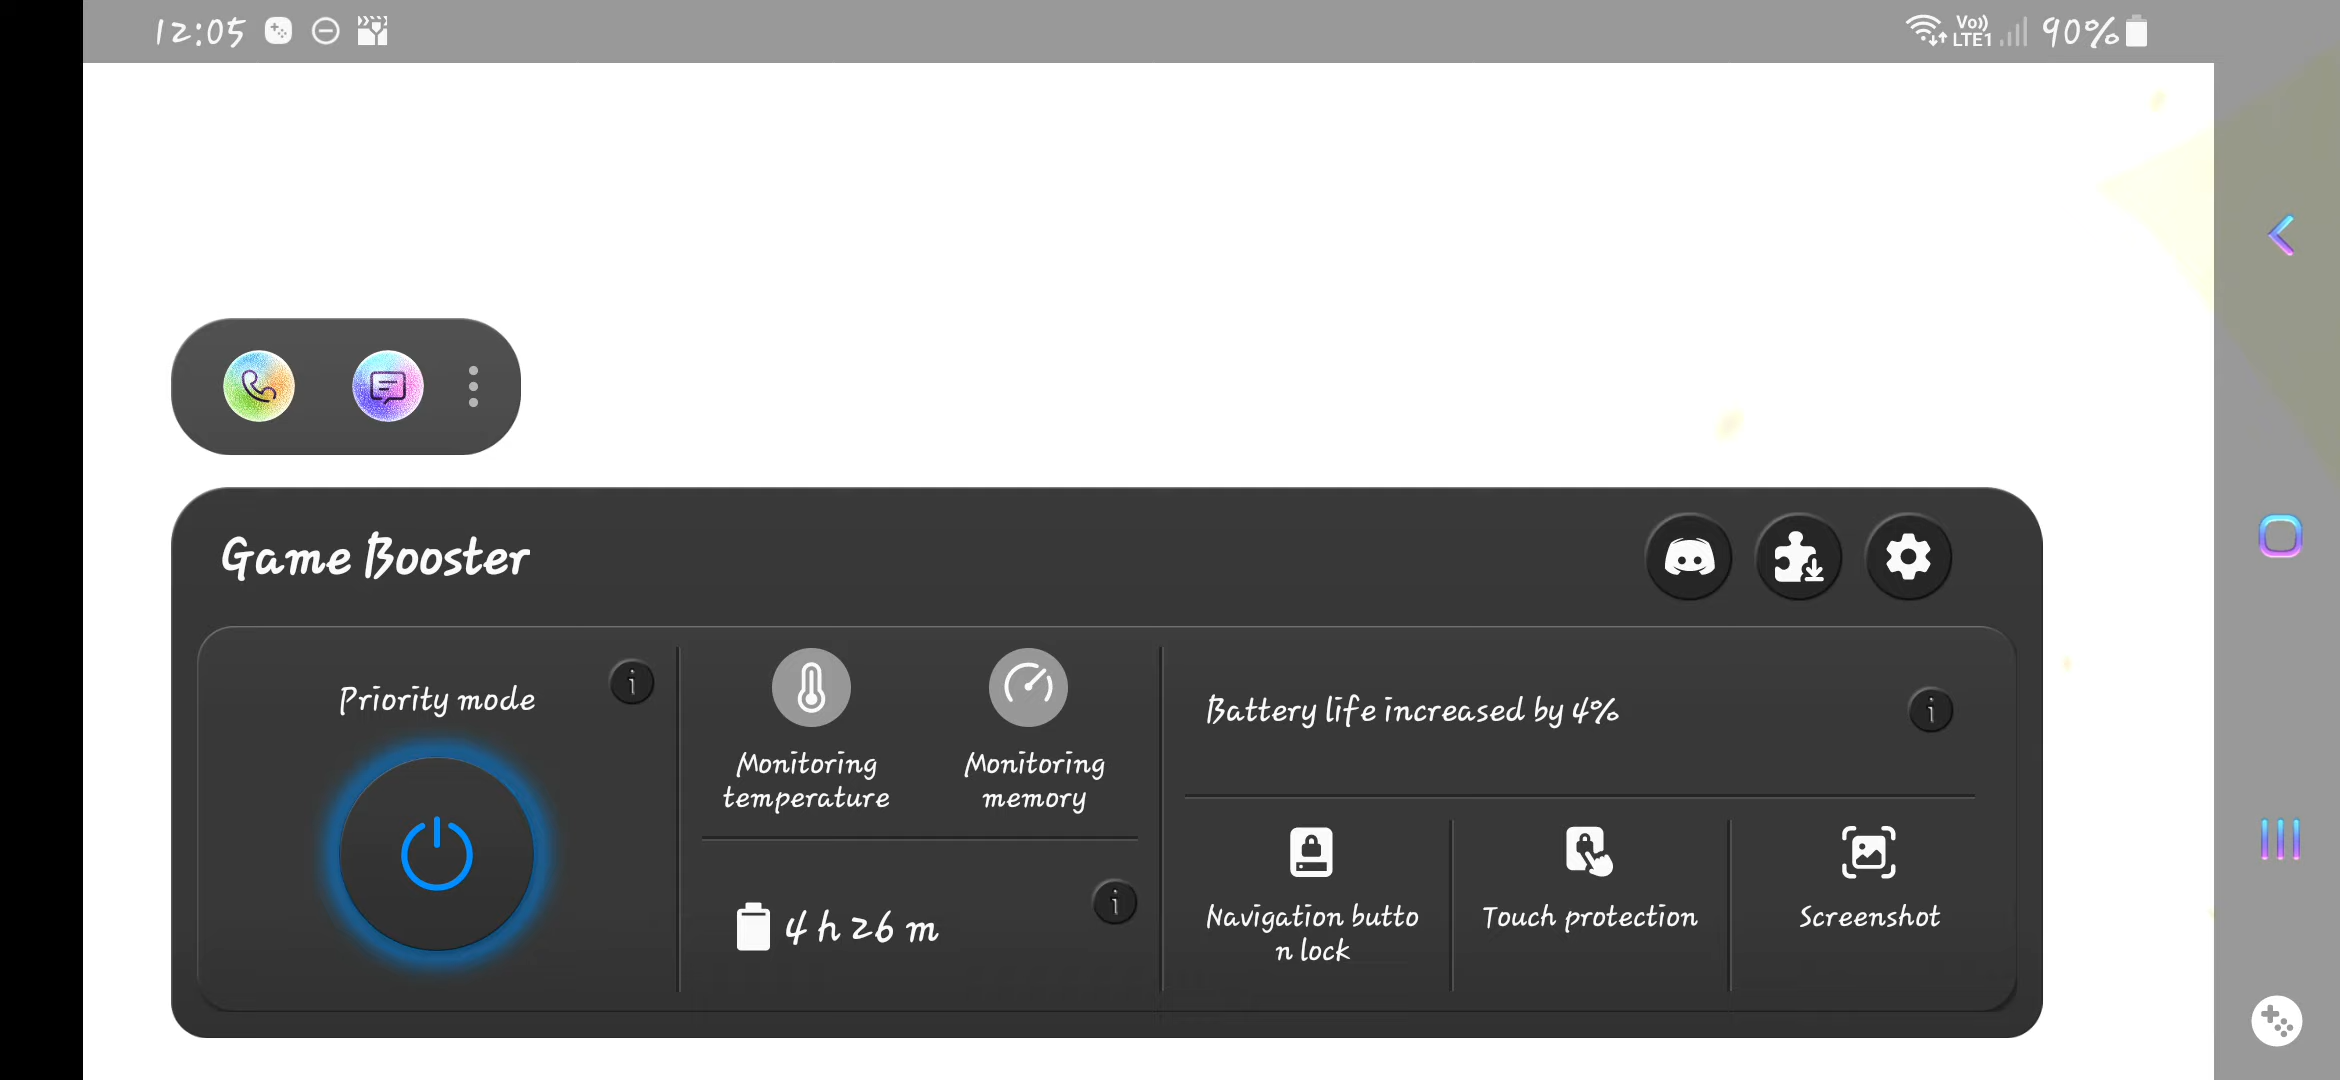 12:05
Vo))
LTE1
90%
Game Booster
Priority mode
i
Monitoring
temperature
Monitoring
memory
4 h 26 m
i
Battery life increased by 4%
i
Navigation butto
n lock
Touch protection
Screenshot